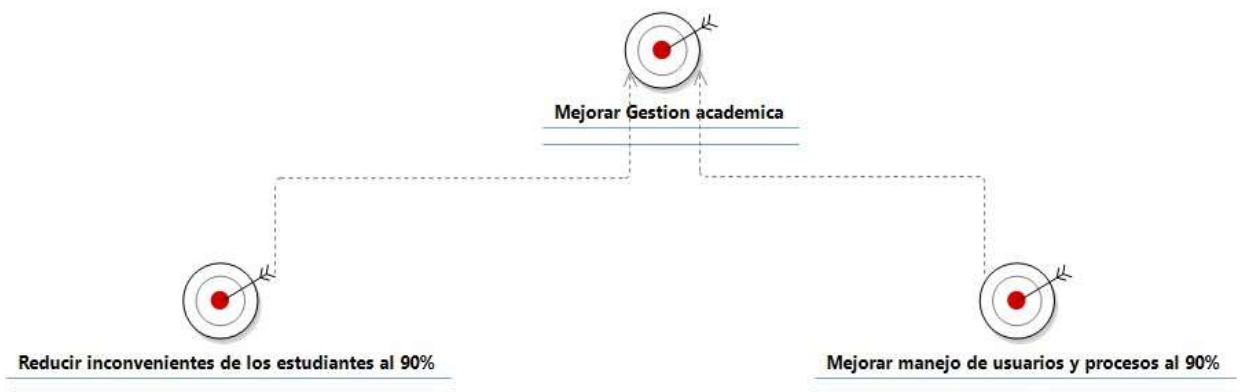 Mejorar Gestion academica
Reducir inconvenientes de los estudiantes al 90%
Mejorar manejo de usuarios y procesos al 90%